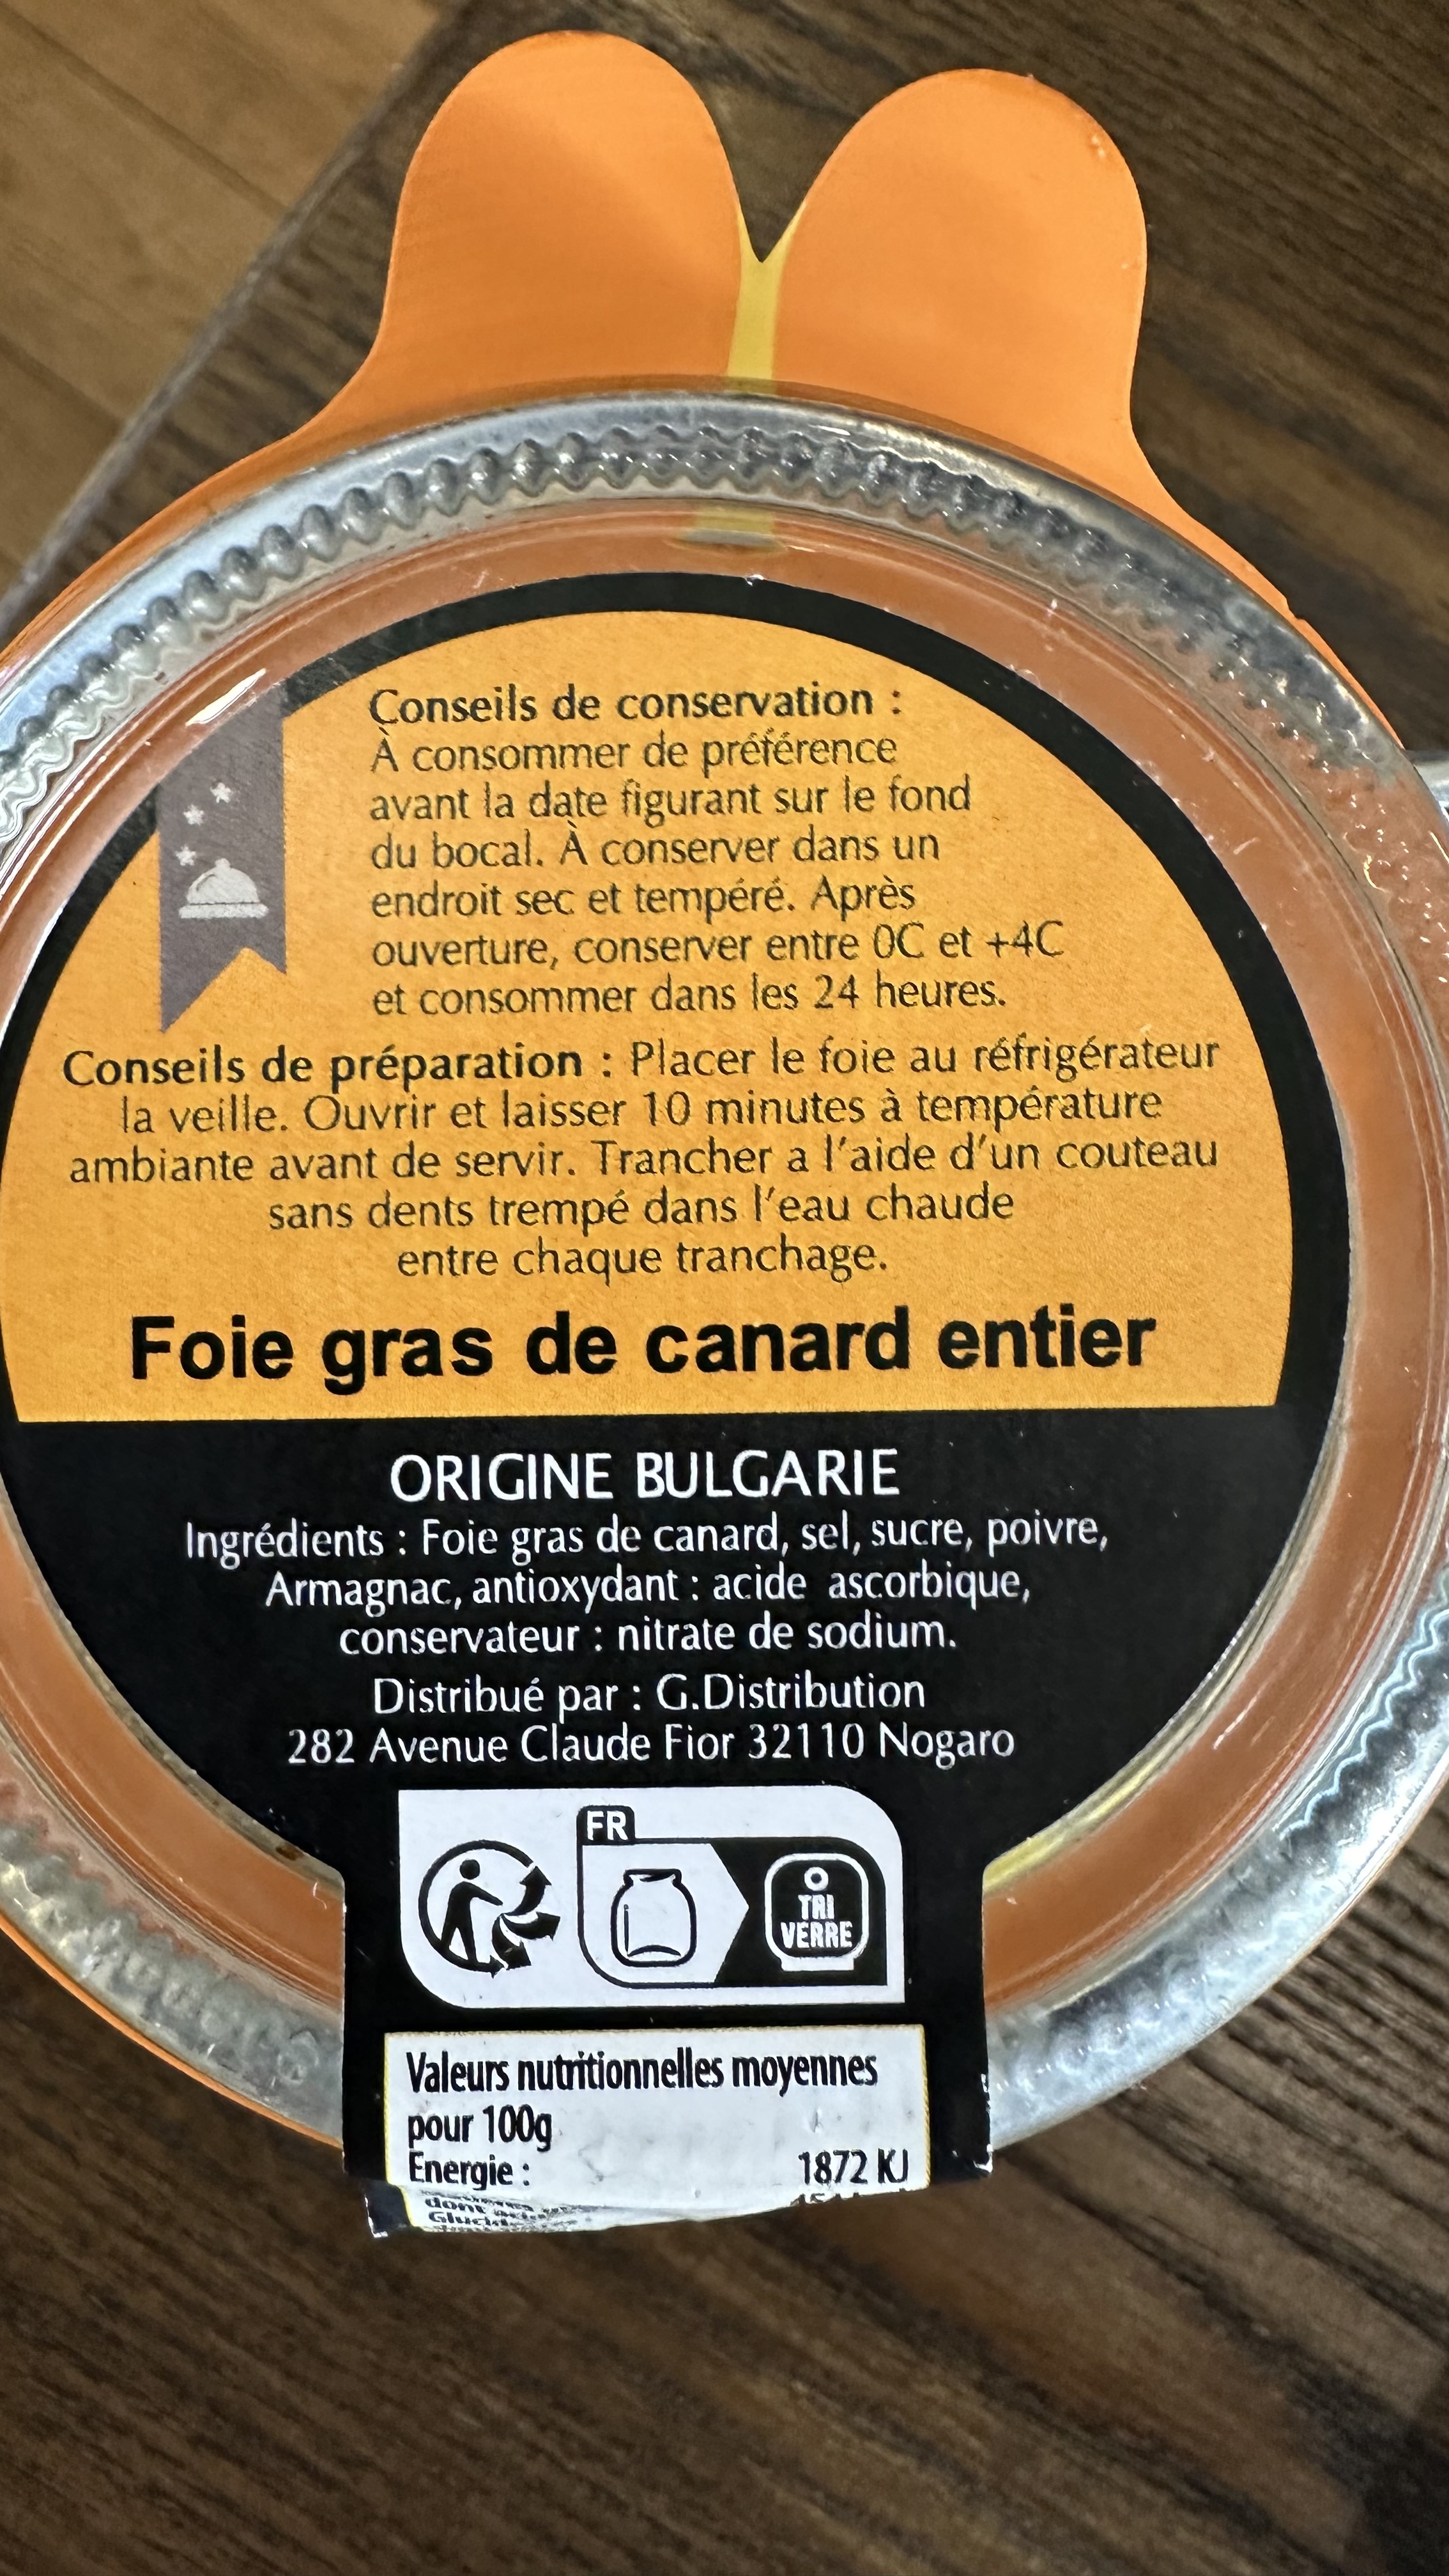 Conseils de conservation :
À consommer de préférence
avant la date figurant sur le fond
du bocal. À conserver dans un
endroit sec et tempéré. Après
ouverture, conserver entre 0C et +4C
et consommer dans les 24 heures.
Conseils de préparation : Placer le foie au réfrigérateur
la veille. Ouvrir et laisser 10 minutes à température
ambiante avant de servir. Trancher a l'aide d'un couteau
sans dents trempé dans l'eau chaude
entre chaque tranchage.
Foie gras de canard entier
ORIGINE BULGARIE
Ingrédients : Foie gras de canard, sel, sucre, poivre,
Armagnac, antioxydant : acide ascorbique,
conservateur : nitrate de sodium.
Distribué par : G.Distribution
282 Avenue Claude Fior 32110 Nogaro
FR
TRI
VERRE
Valeurs nutritionnelles moyennes
pour 100g
Energie : 1872 KJ
dont